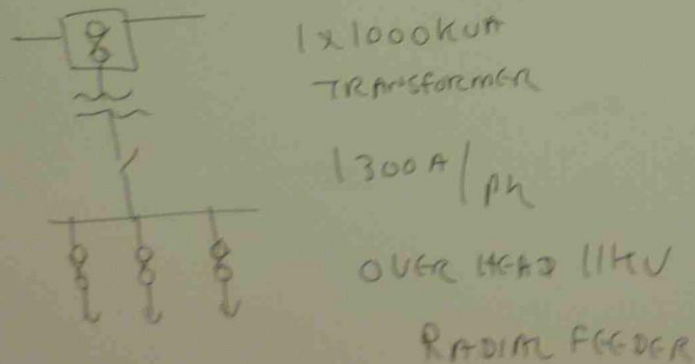 1x1000KVA
TRANSFORMER
1300A/ph
OVER HEAD 11KV
RADIAL FEEDER